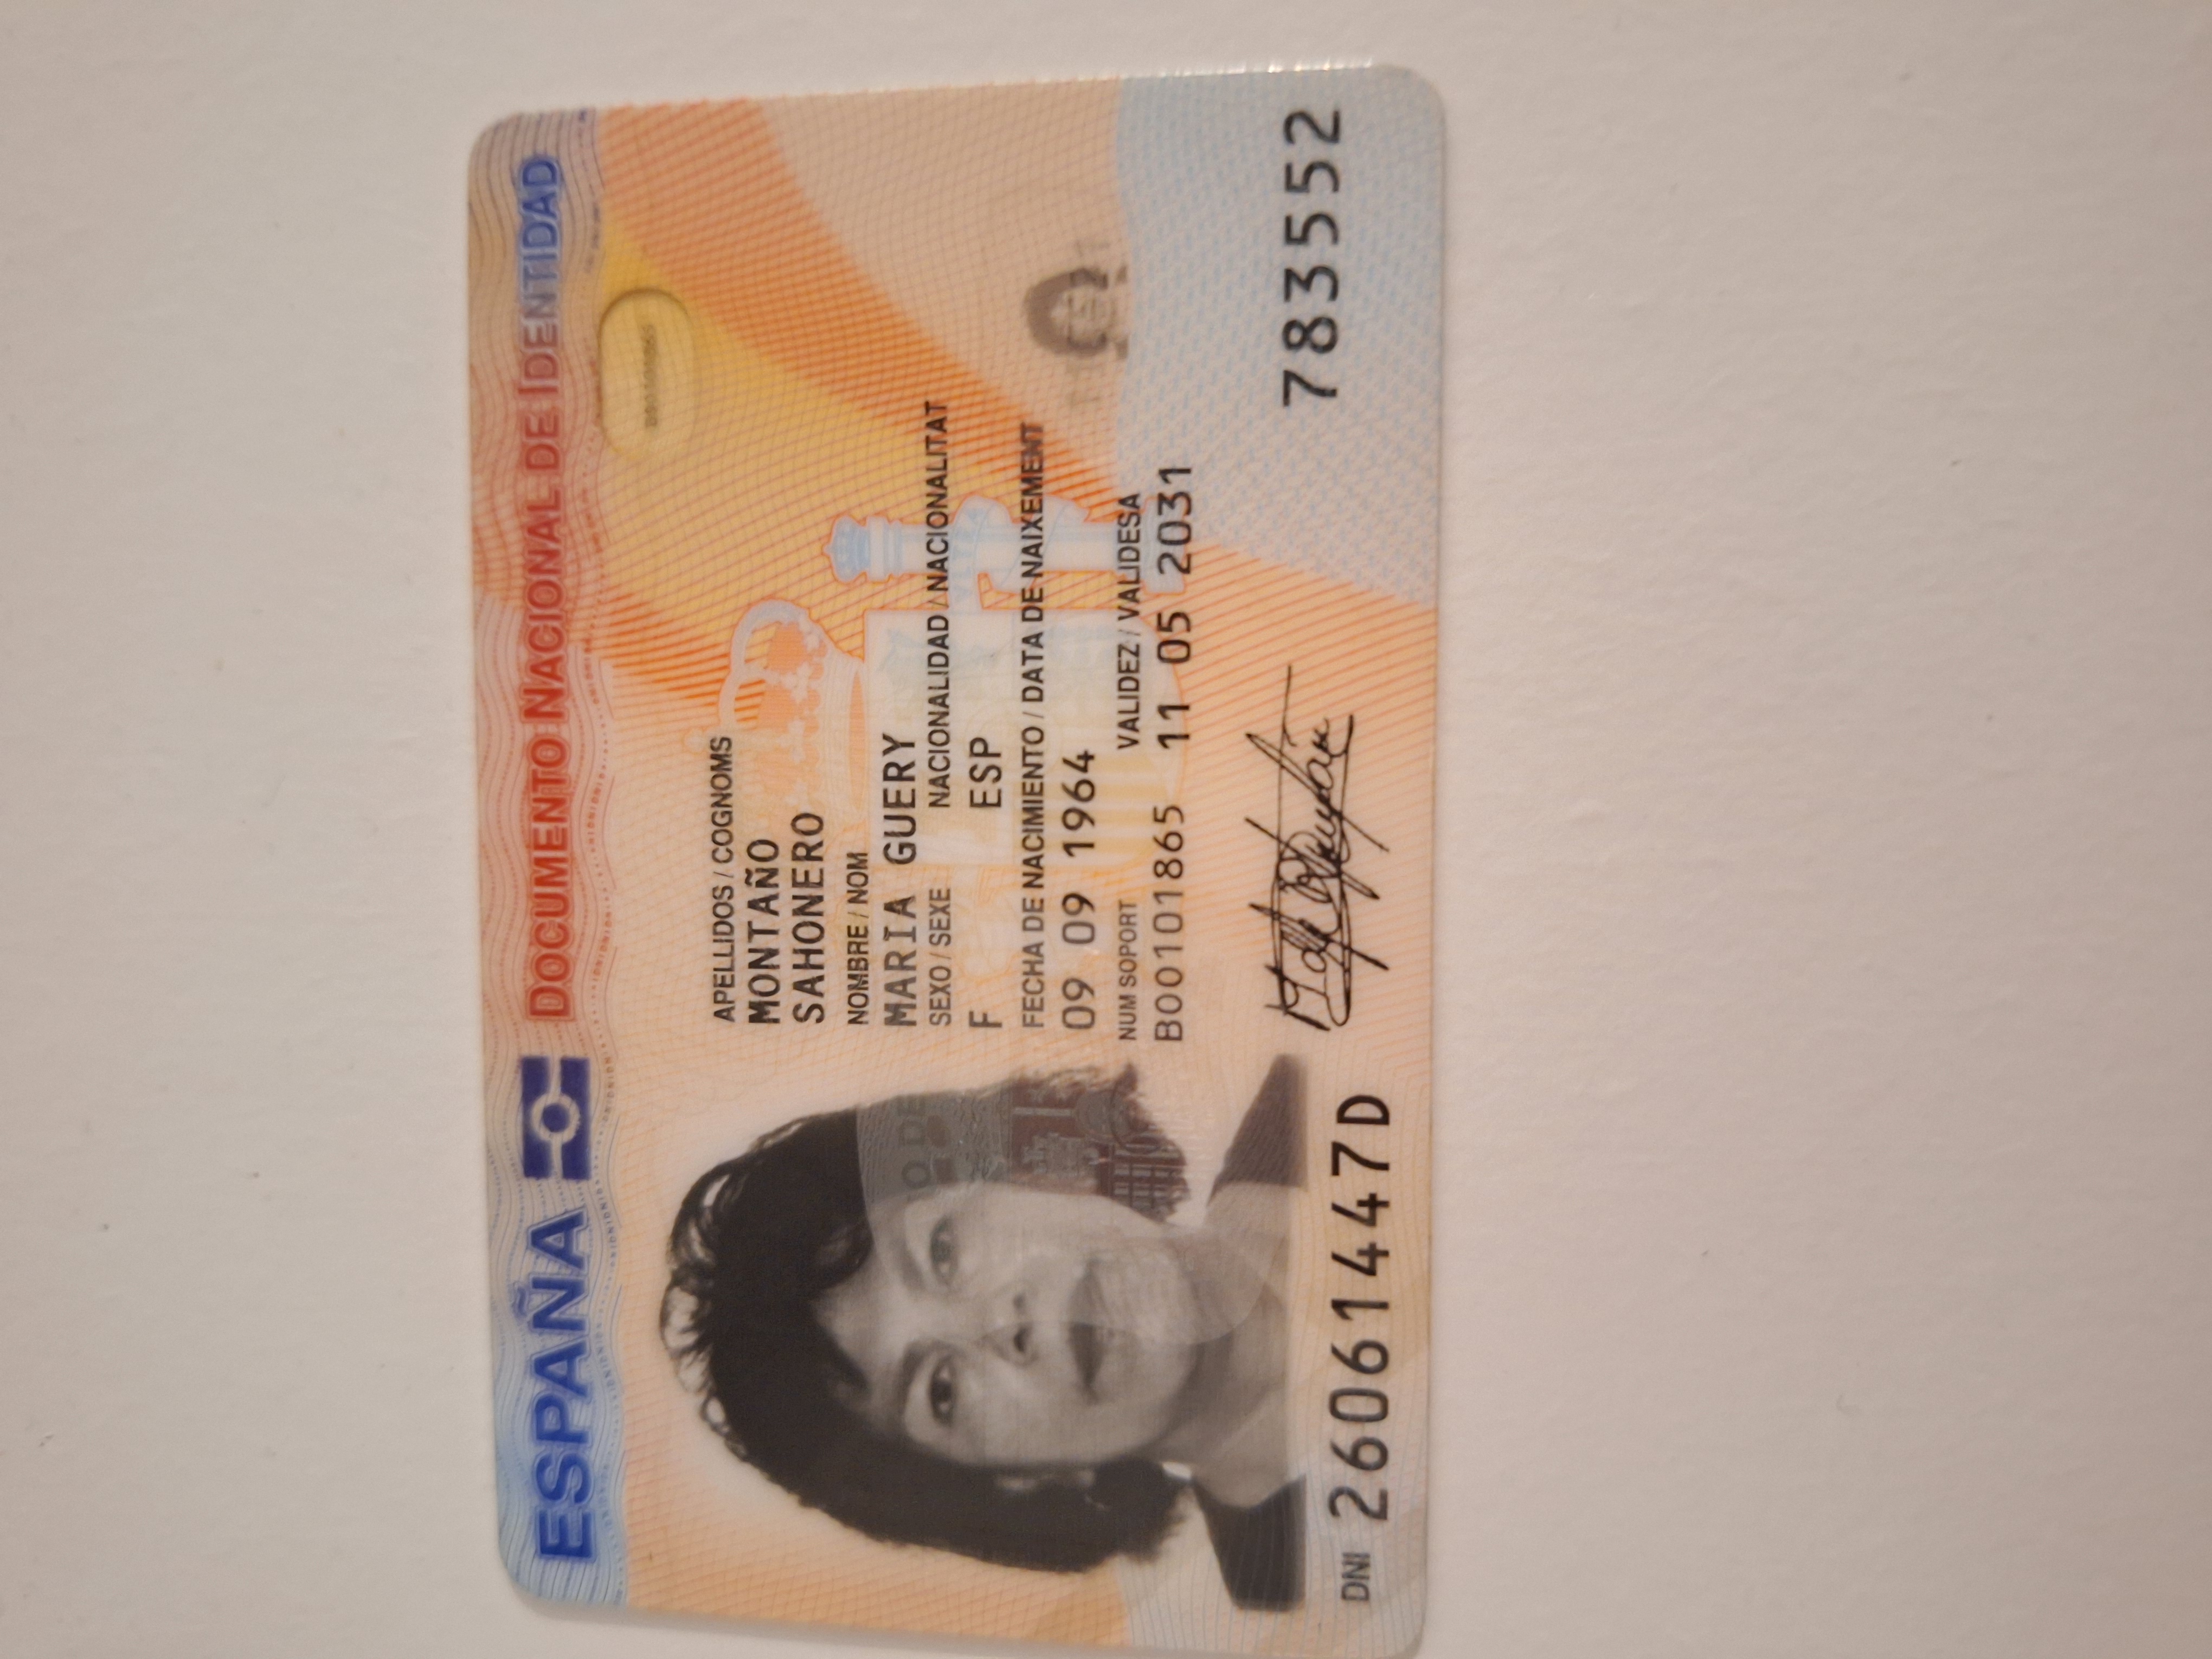 ESPAÑA DOCUMENTO NACIONAL DE IDENTIDAD
APELLIDOS / COGNOMS
MONTAÑO
SAHONERO
NOMBRE / NOM
MARIA GUERY
SEXO / SEXE NACIONALIDAD / NACIONALITAT
F ESP
FECHA DE NACIMIENTO / DATA DE NAIXEMENT
09 09 1964
NUM SOPORT VALIDEZ / VALIDESA
B00101865 11 05 2031
783552
DNI 26061447D